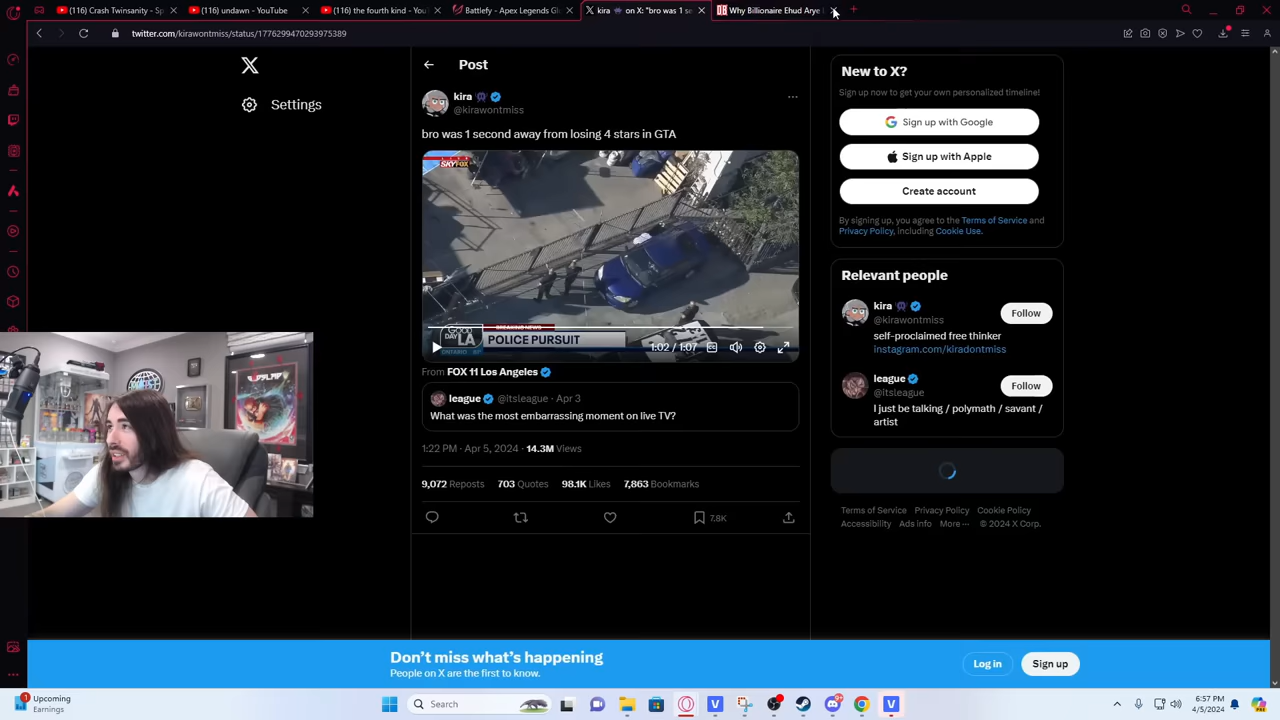 (116) Crash Twinsanity - Sp
(116) undawn - YouTube
(116) the fourth kind - You
Battlefy - Apex Legends Gl
kira on X: "bro was 1 se
Why Billionaire Ehud Arye L
twitter.com/kirawontmiss/status/1776299470293975389
Settings
Post
kira
@kirawontmiss
bro was 1 second away from losing 4 stars in GTA
SKYFOX
BREAKING NEWS
GOOD DAY LA
POLICE PURSUIT
ONTARIO
1:02 / 1:07
From FOX 11 Los Angeles
league @itsleague · Apr 3
What was the most embarrassing moment on live TV?
1:22 PM · Apr 5, 2024 · 14.3M Views
9,072 Reposts 703 Quotes 98.1K Likes 7,863 Bookmarks
7.8K
New to X?
Sign up now to get your own personalized timeline!
Sign up with Google
Sign up with Apple
Create account
By signing up, you agree to the Terms of Service and
Privacy Policy, including Cookie Use.
Relevant people
kira
@kirawontmiss
Follow
self-proclaimed free thinker
instagram.com/kiradontmiss
league
@itsleague
Follow
I just be talking / polymath / savant /
artist
Terms of Service Privacy Policy Cookie Policy
Accessibility Ads info More ··· © 2024 X Corp.
Don't miss what's happening
People on X are the first to know.
Log in
Sign up
1
Upcoming
Earnings
Search
6:57 PM
4/5/2024